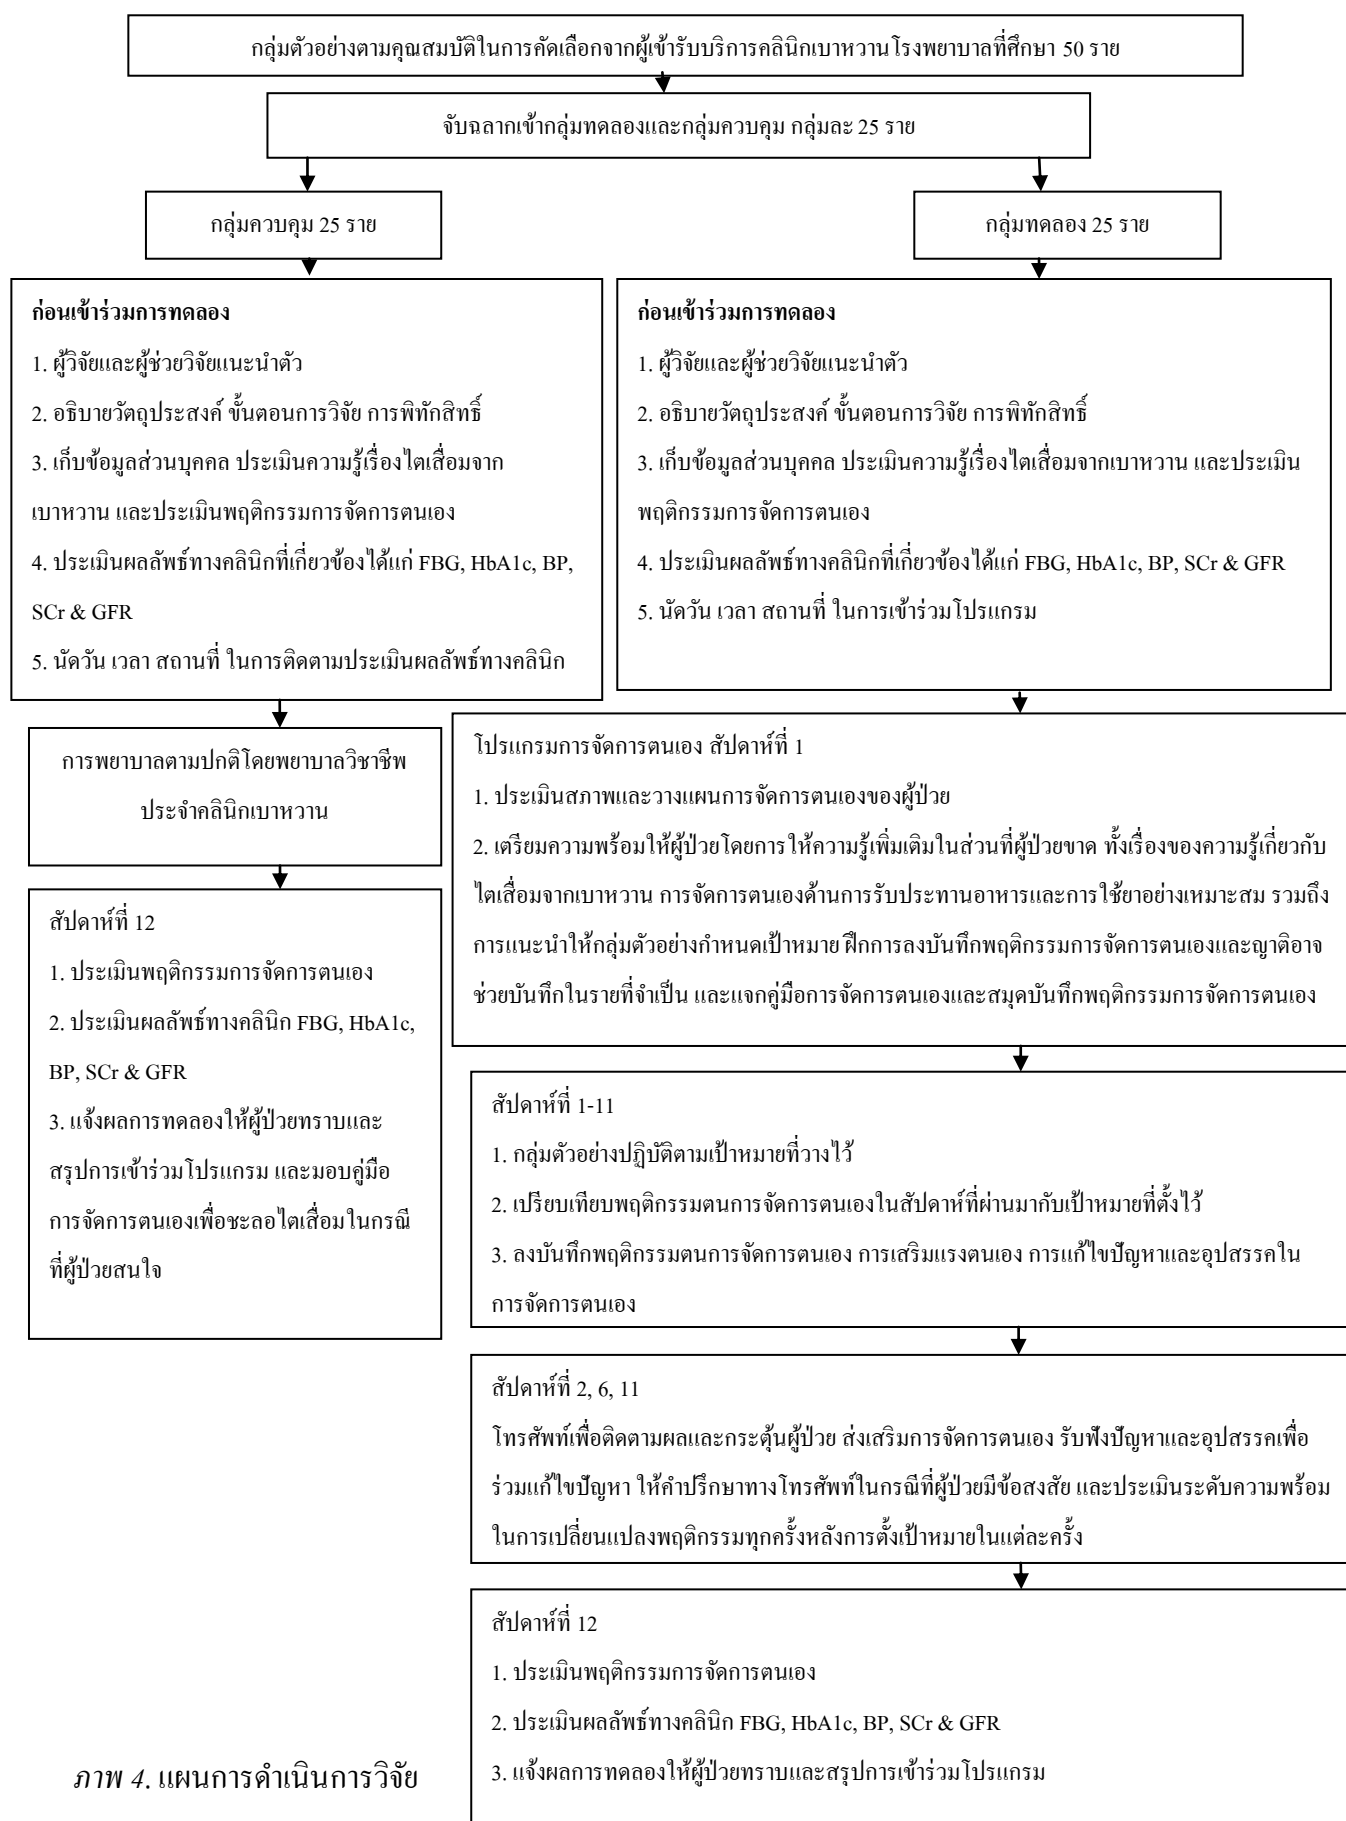 กลุ่มตัวอย่างตามคุณสมบัติในการคัดเลือกจากผู้เข้ารับบริการคลินิกเบาหวานโรงพยาบาลที่ศึกษา 50 ราย
จับฉลากเข้ากลุ่มทดลองและกลุ่มควบคุม กลุ่มละ 25 ราย
กลุ่มควบคุม 25 ราย
กลุ่มทดลอง 25 ราย
ก่อนเข้าร่วมการทดลอง
1. ผู้วิจัยและผู้ช่วยวิจัยแนะนำตัว
2. อธิบายวัตถุประสงค์ ขั้นตอนการวิจัย การพิทักสิทธิ์
3. เก็บข้อมูลส่วนบุคคล ประเมินความรู้เรื่องไตเสื่อมจาก
เบาหวาน และประเมินพฤติกรรมการจัดการตนเอง
4. ประเมินผลลัพธ์ทางคลินิกที่เกี่ยวข้องได้แก่ FBG, HbA1c, BP,
SCr & GFR
5. นัดวัน เวลา สถานที่ ในการติดตามประเมินผลลัพธ์ทางคลินิก
ก่อนเข้าร่วมการทดลอง
1. ผู้วิจัยและผู้ช่วยวิจัยแนะนำตัว
2. อธิบายวัตถุประสงค์ ขั้นตอนการวิจัย การพิทักสิทธิ์
3. เก็บข้อมูลส่วนบุคคล ประเมินความรู้เรื่องไตเสื่อมจากเบาหวาน และประเมิน
พฤติกรรมการจัดการตนเอง
4. ประเมินผลลัพธ์ทางคลินิกที่เกี่ยวข้องได้แก่ FBG, HbA1c, BP, SCr & GFR
5. นัดวัน เวลา สถานที่ ในการเข้าร่วมโปรแกรม
การพยาบาลตามปกติโดยพยาบาลวิชาชีพ
ประจำคลินิกเบาหวาน
สัปดาห์ที่ 12
1. ประเมินพฤติกรรมการจัดการตนเอง
2. ประเมินผลลัพธ์ทางคลินิก FBG, HbA1c,
BP, SCr & GFR
3. แจ้งผลการทดลองให้ผู้ป่วยทราบและ
สรุปการเข้าร่วมโปรแกรม และมอบคู่มือ
การจัดการตนเองเพื่อชะลอไตเสื่อมในกรณี
ที่ผู้ป่วยสนใจ
โปรแกรมการจัดการตนเอง สัปดาห์ที่ 1
1. ประเมินสภาพและวางแผนการจัดการตนเองของผู้ป่วย
2. เตรียมความพร้อมให้ผู้ป่วยโดยการให้ความรู้เพิ่มเติมในส่วนที่ผู้ป่วยขาด ทั้งเรื่องของความรู้เกี่ยวกับ
ไตเสื่อมจากเบาหวาน การจัดการตนเองด้านการรับประทานอาหารและการใช้ยาอย่างเหมาะสม รวมถึง
การแนะนำให้กลุ่มตัวอย่างกำหนดเป้าหมาย ฝึกการลงบันทึกพฤติกรรมการจัดการตนเองและญาติอาจ
ช่วยบันทึกในรายที่จำเป็น และแจกคู่มือการจัดการตนเองและสมุดบันทึกพฤติกรรมการจัดการตนเอง
สัปดาห์ที่ 1-11
1. กลุ่มตัวอย่างปฏิบัติตามเป้าหมายที่วางไว้
2. เปรียบเทียบพฤติกรรมตนการจัดการตนเองในสัปดาห์ที่ผ่านมากับเป้าหมายที่ตั้งไว้
3. ลงบันทึกพฤติกรรมตนการจัดการตนเอง การเสริมแรงตนเอง การแก้ไขปัญหาและอุปสรรคใน
การจัดการตนเอง
สัปดาห์ที่ 2, 6, 11
โทรศัพท์เพื่อติดตามผลและกระตุ้นผู้ป่วย ส่งเสริมการจัดการตนเอง รับฟังปัญหาและอุปสรรคเพื่อ
ร่วมแก้ไขปัญหา ให้คำปรึกษาทางโทรศัพท์ในกรณีที่ผู้ป่วยมีข้อสงสัย และประเมินระดับความพร้อม
ในการเปลี่ยนแปลงพฤติกรรมทุกครั้งหลังการตั้งเป้าหมายในแต่ละครั้ง
สัปดาห์ที่ 12
1. ประเมินพฤติกรรมการจัดการตนเอง
2. ประเมินผลลัพธ์ทางคลินิก FBG, HbA1c, BP, SCr & GFR
3. แจ้งผลการทดลองให้ผู้ป่วยทราบและสรุปการเข้าร่วมโปรแกรม
ภาพ 4. แผนการดำเนินการวิจัย